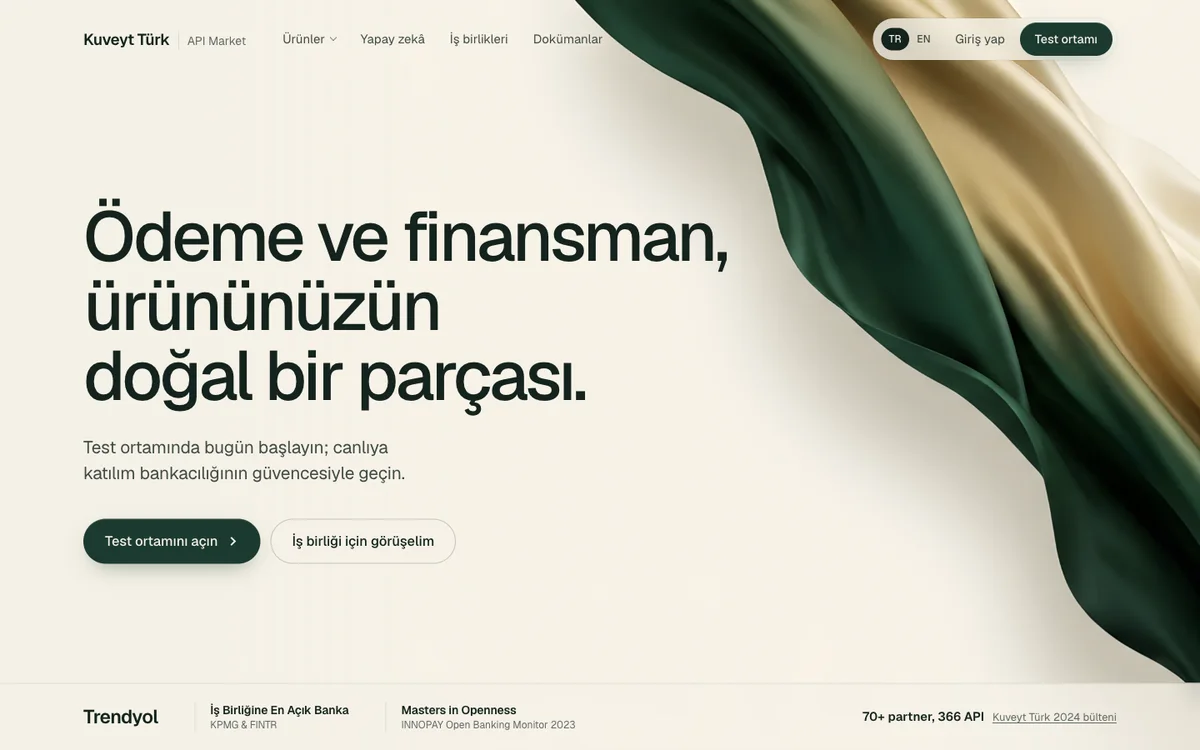 Kuveyt Türk API Market Ürünler Yapay zekâ İş birlikleri Dokümanlar TR EN Giriş yap Test ortamı
Ödeme ve finansman,
ürününüzün
doğal bir parçası.
Test ortamında bugün başlayın; canlıya
katılım bankacılığının güvencesiyle geçin.
Test ortamını açın İş birliği için görüşelim
Trendyol
İş Birliğine En Açık Banka
KPMG & FINTR
Masters in Openness
INNOPAY Open Banking Monitor 2023
70+ partner, 366 API Kuveyt Türk 2024 bülteni